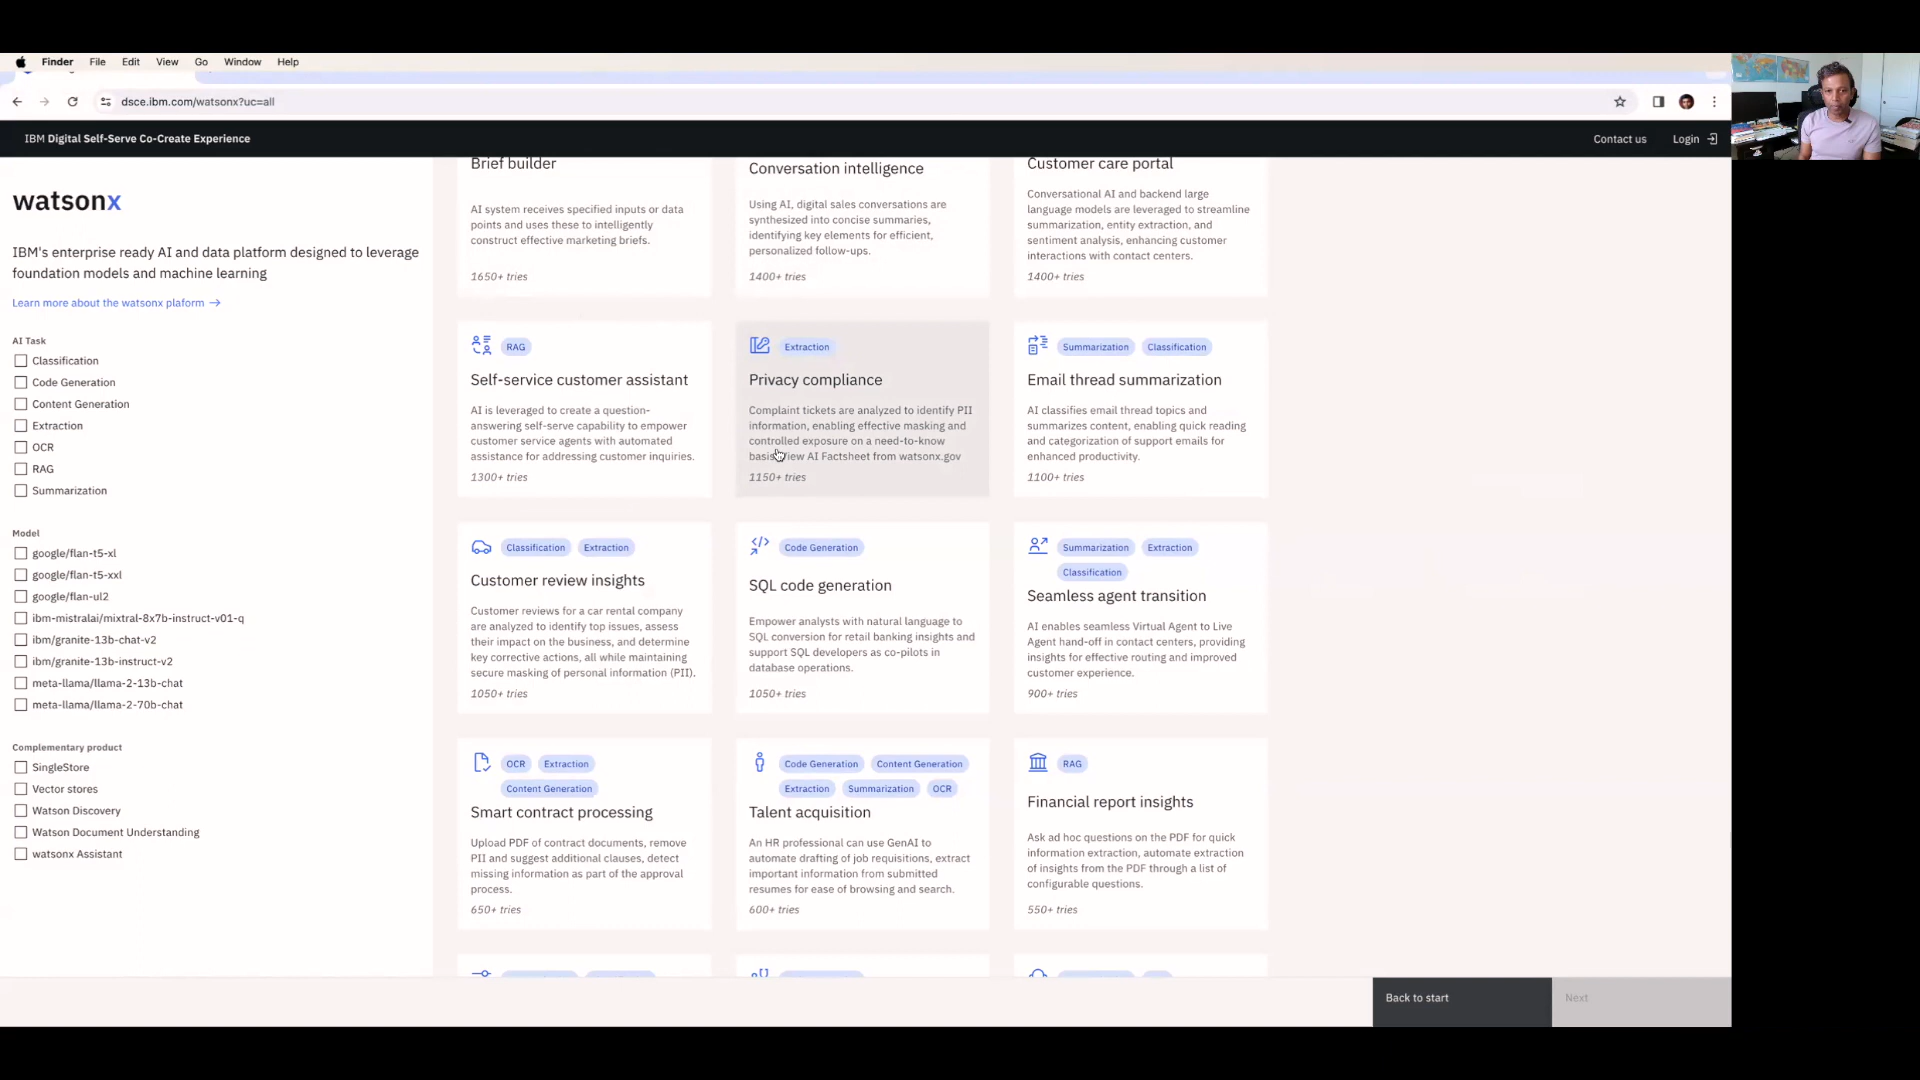 Finder File Edit View Go Window Help
dsce.ibm.com/watsonx?uc=all
IBM Digital Self-Serve Co-Create Experience
Contact us
Login
watsonx
IBM's enterprise ready AI and data platform designed to leverage
foundation models and machine learning
Learn more about the watsonx plaform →
AI Task
Classification
Code Generation
Content Generation
Extraction
OCR
RAG
Summarization
Model
google/flan-t5-xl
google/flan-t5-xxl
google/flan-ul2
ibm-mistralai/mixtral-8x7b-instruct-v01-q
ibm/granite-13b-chat-v2
ibm/granite-13b-instruct-v2
meta-llama/llama-2-13b-chat
meta-llama/llama-2-70b-chat
Complementary product
SingleStore
Vector stores
Watson Discovery
Watson Document Understanding
watsonx Assistant
Brief builder
AI system receives specified inputs or data
points and uses these to intelligently
construct effective marketing briefs.
1650+ tries
Conversation intelligence
Using AI, digital sales conversations are
synthesized into concise summaries,
identifying key elements for efficient,
personalized follow-ups.
1400+ tries
Customer care portal
Conversational AI and backend large
language models are leveraged to streamline
summarization, entity extraction, and
sentiment analysis, enhancing customer
interactions with contact centers.
1400+ tries
RAG
Self-service customer assistant
AI is leveraged to create a question-
answering self-serve capability to empower
customer service agents with automated
assistance for addressing customer inquiries.
1300+ tries
Extraction
Privacy compliance
Complaint tickets are analyzed to identify PII
information, enabling effective masking and
controlled exposure on a need-to-know
AI Factsheet from watsonx.gov
1150+ tries
Summarization Classification
Email thread summarization
AI classifies email thread topics and
summarizes content, enabling quick reading
and categorization of support emails for
enhanced productivity.
1100+ tries
Classification Extraction
Customer review insights
Customer reviews for a car rental company
are analyzed to identify top issues, assess
their impact on the business, and determine
key corrective actions, all while maintaining
secure masking of personal information (PII).
1050+ tries
Code Generation
SQL code generation
Empower analysts with natural language to
SQL conversion for retail banking insights and
support SQL developers as co-pilots in
database operations.
1050+ tries
Summarization Extraction
Classification
Seamless agent transition
AI enables seamless Virtual Agent to Live
Agent hand-off in contact centers, providing
insights for effective routing and improved
customer experience.
900+ tries
OCR Extraction
Content Generation
Smart contract processing
Upload PDF of contract documents, remove
PII and suggest additional clauses, detect
missing information as part of the approval
process.
650+ tries
Code Generation Content Generation
Extraction Summarization OCR
Talent acquisition
An HR professional can use GenAI to
automate drafting of job requisitions, extract
important information from submitted
resumes for ease of browsing and search.
600+ tries
RAG
Financial report insights
Ask ad hoc questions on the PDF for quick
information extraction, automate extraction
of insights from the PDF through a list of
configurable questions.
550+ tries
Back to start
Next